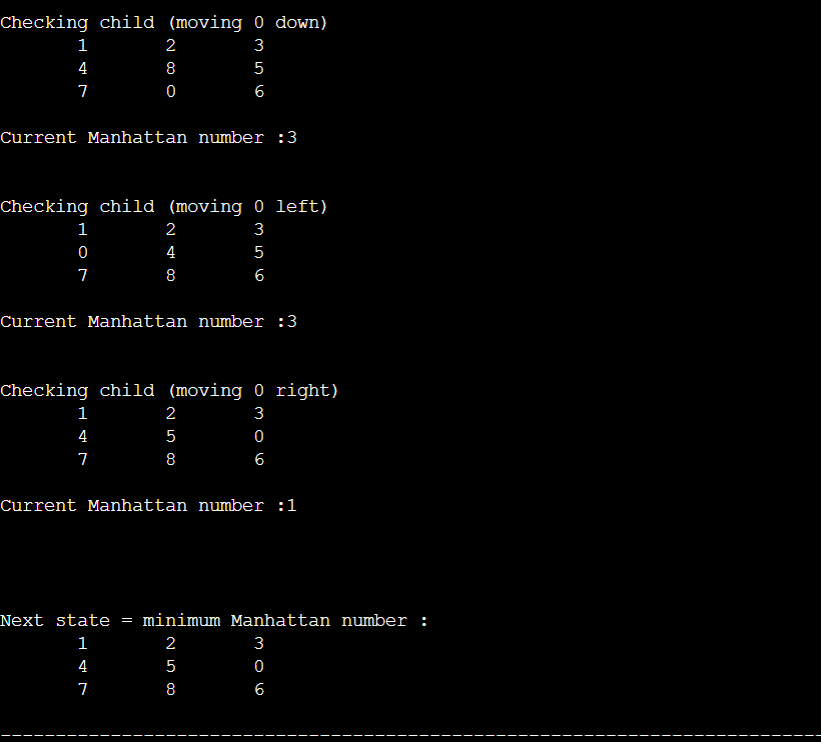 Checking child (moving 0 down)
1 2 3
4 8 5
7 0 6
Current Manhattan number :3
Checking child (moving 0 left)
1 2 3
0 4 5
7 8 6
Current Manhattan number :3
Checking child (moving 0 right)
1 2 3
4 5 0
7 8 6
Current Manhattan number :1
Next state = minimum Manhattan number :
1 2 3
4 5 0
7 8 6
--------------------------------------------------------------------------